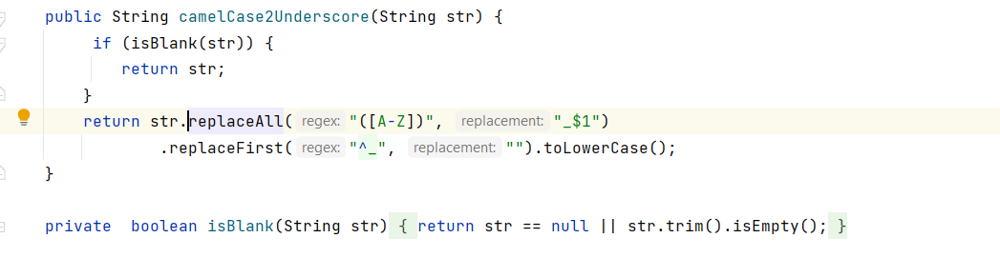 public String camelCase2Underscore(String str) {
if (isBlank(str)) {
return str;
}
return str.replaceAll( regex: "([A-Z])", replacement: "_$1")
.replaceFirst( regex: "^_", replacement: "").toLowerCase();
}
private  boolean isBlank(String str) { return str == null || str.trim().isEmpty(); }